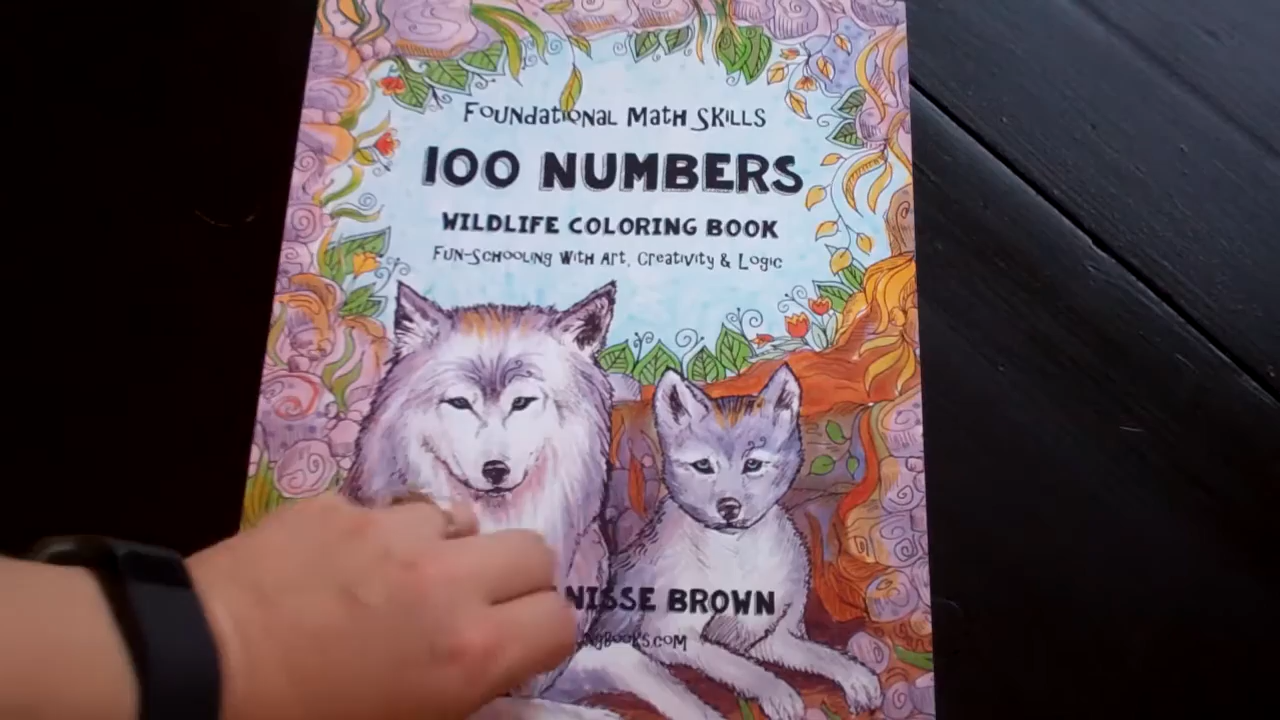 Foundational Math Skills
100 NUMBERS
WILDLIFE COLORING BOOK
Fun-Schooling With Art, Creativity & Logic
BROWN